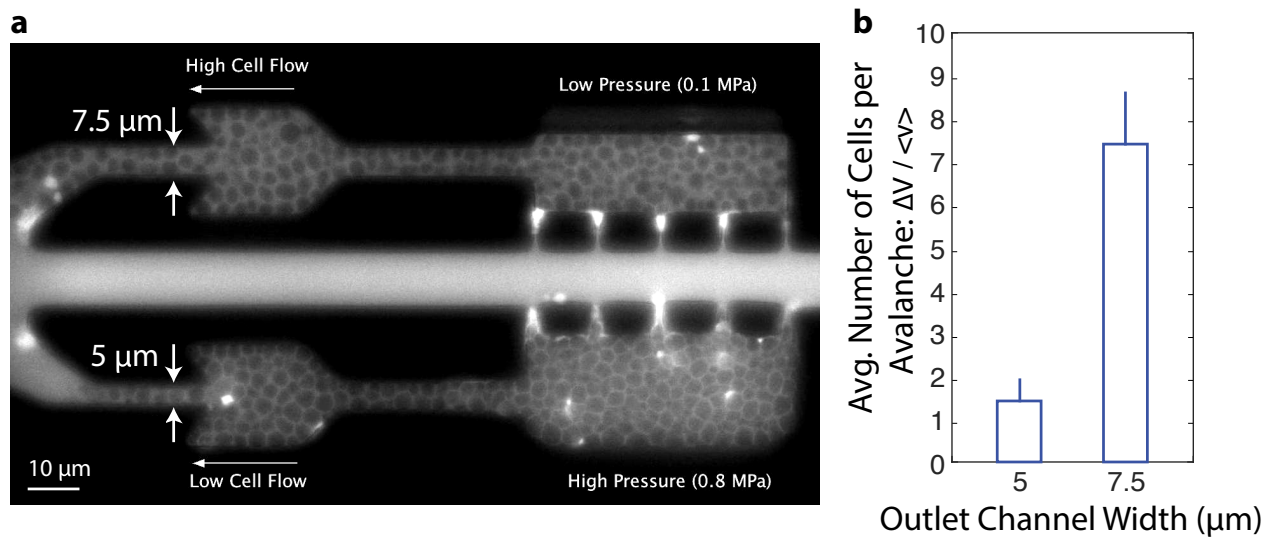 a
High Cell Flow
Low Pressure (0.1 MPa)
7.5 μm
5 μm
10 μm
Low Cell Flow
High Pressure (0.8 MPa)
b
Avg. Number of Cells per
Avalanche: ΔV / <v>
10
9
8
7
6
5
4
3
2
1
0
5
7.5
Outlet Channel Width (μm)